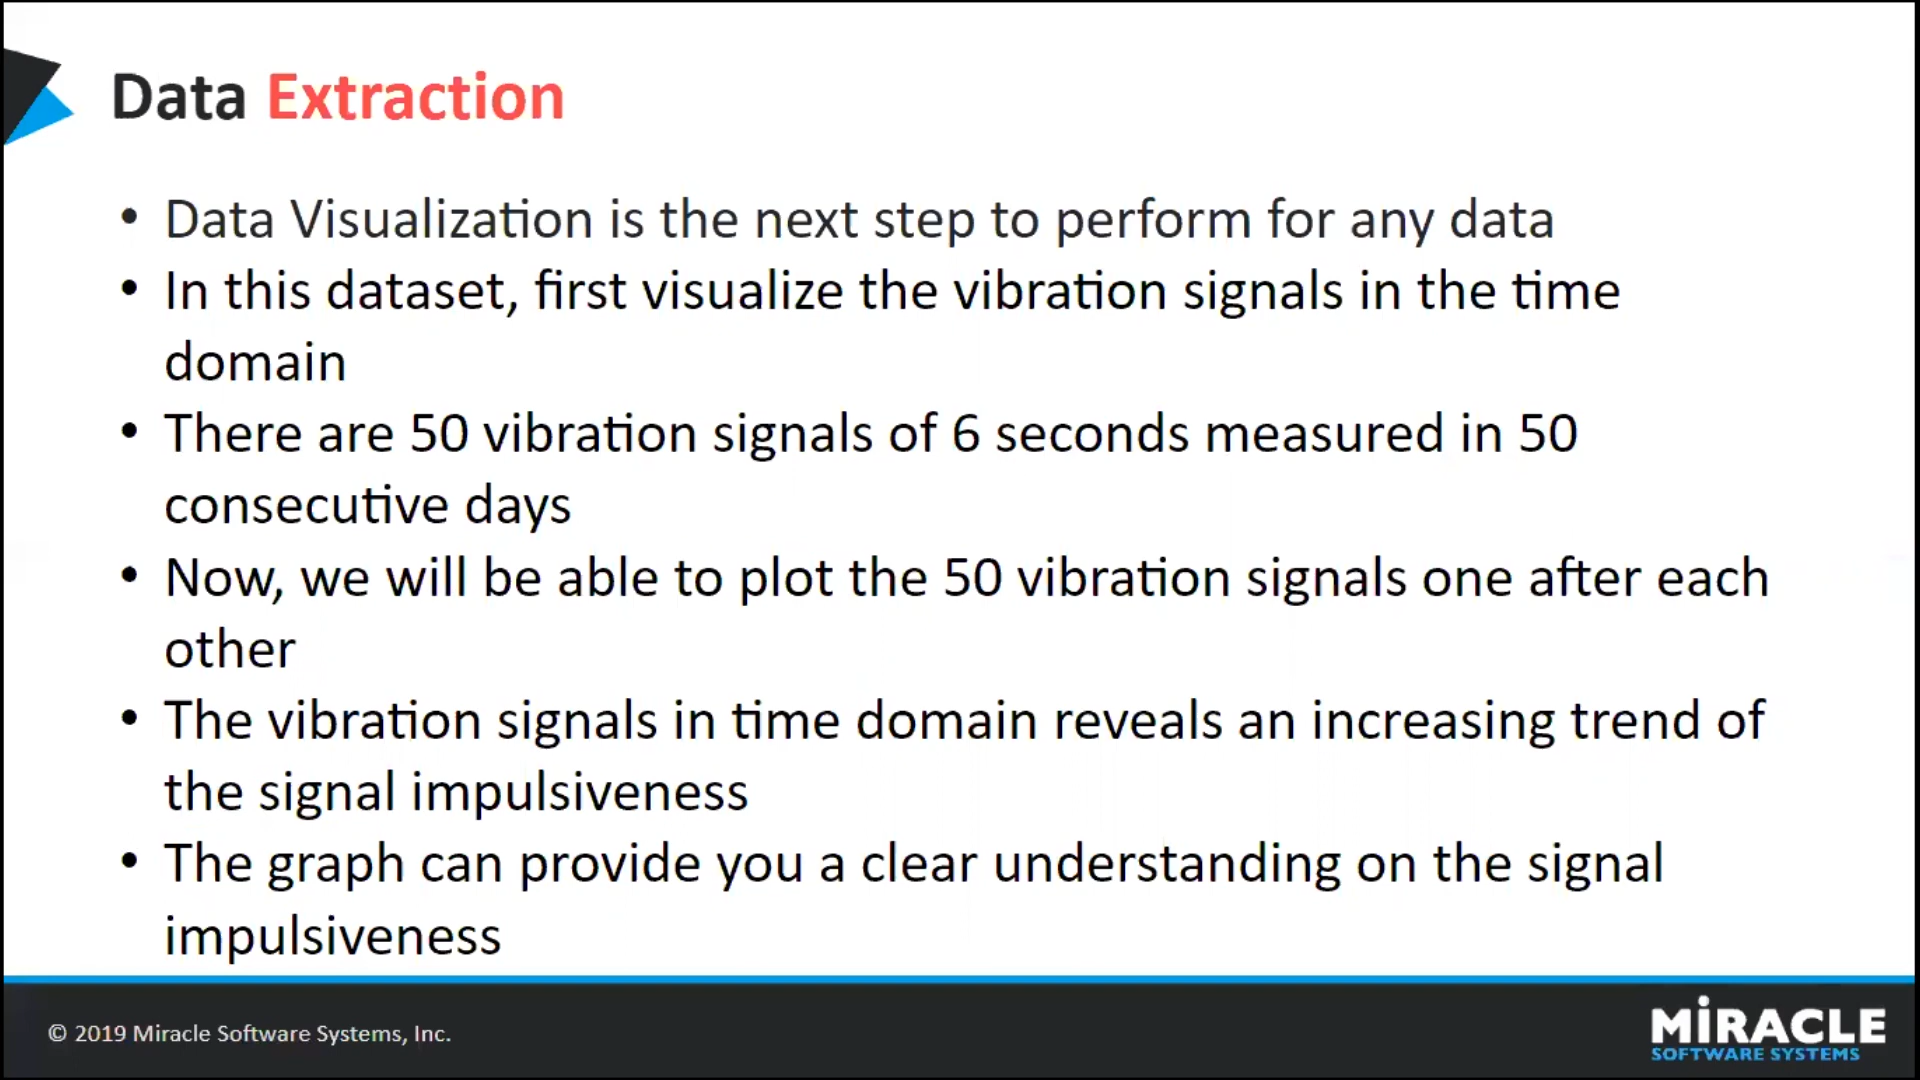 Data Extraction
• Data Visualization is the next step to perform for any data
• In this dataset, first visualize the vibration signals in the time
domain
• There are 50 vibration signals of 6 seconds measured in 50
consecutive days
• Now, we will be able to plot the 50 vibration signals one after each
other
• The vibration signals in time domain reveals an increasing trend of
the signal impulsiveness
• The graph can provide you a clear understanding on the signal
impulsiveness
© 2019 Miracle Software Systems, Inc.
MiRACLE
SOFTWARE SYSTEMS